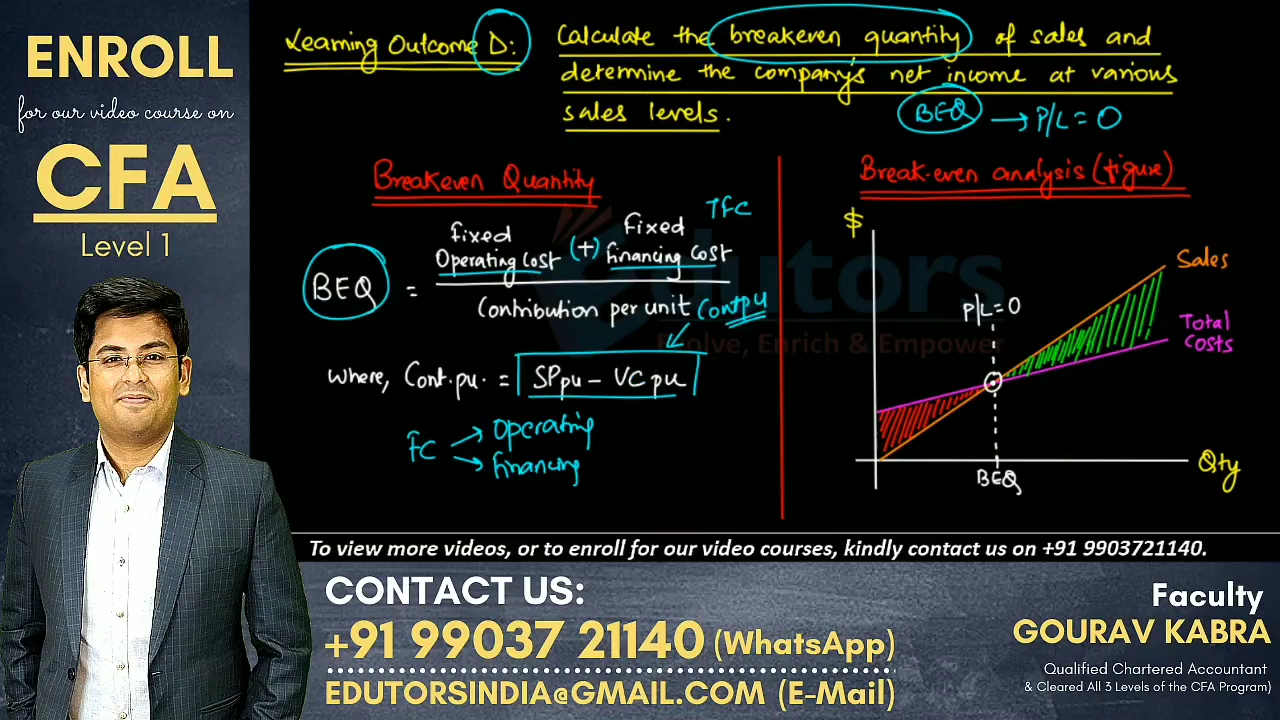 ENROLL
for our video course on
CFA
Level 1
Learning Outcome D:
Calculate the breakeven quantity of sales and
determine the company's net income at various
sales levels.
BEQ → P/L = 0
Breakeven Quantity
BEQ = fixed Operating cost (+) fixed financing cost TFC
Contribution per unit Contpu
where, Cont.pu. = SPpu - VCpu
FC → Operating
→ financing
Break-even analysis (figure)
$
Sales
P/L = 0
Total
Costs
Qty
BEQ
Edutors
Evolve, Enrich & Empower
To view more videos, or to enroll for our video courses, kindly contact us on +91 9903721140.
CONTACT US:
+91 99037 21140 (WhatsApp)
EDUTORSINDIA@GMAIL.COM (E-Mail)
Faculty
GOURAV KABRA
Qualified Chartered Accountant
& Cleared All 3 Levels of the CFA Program)